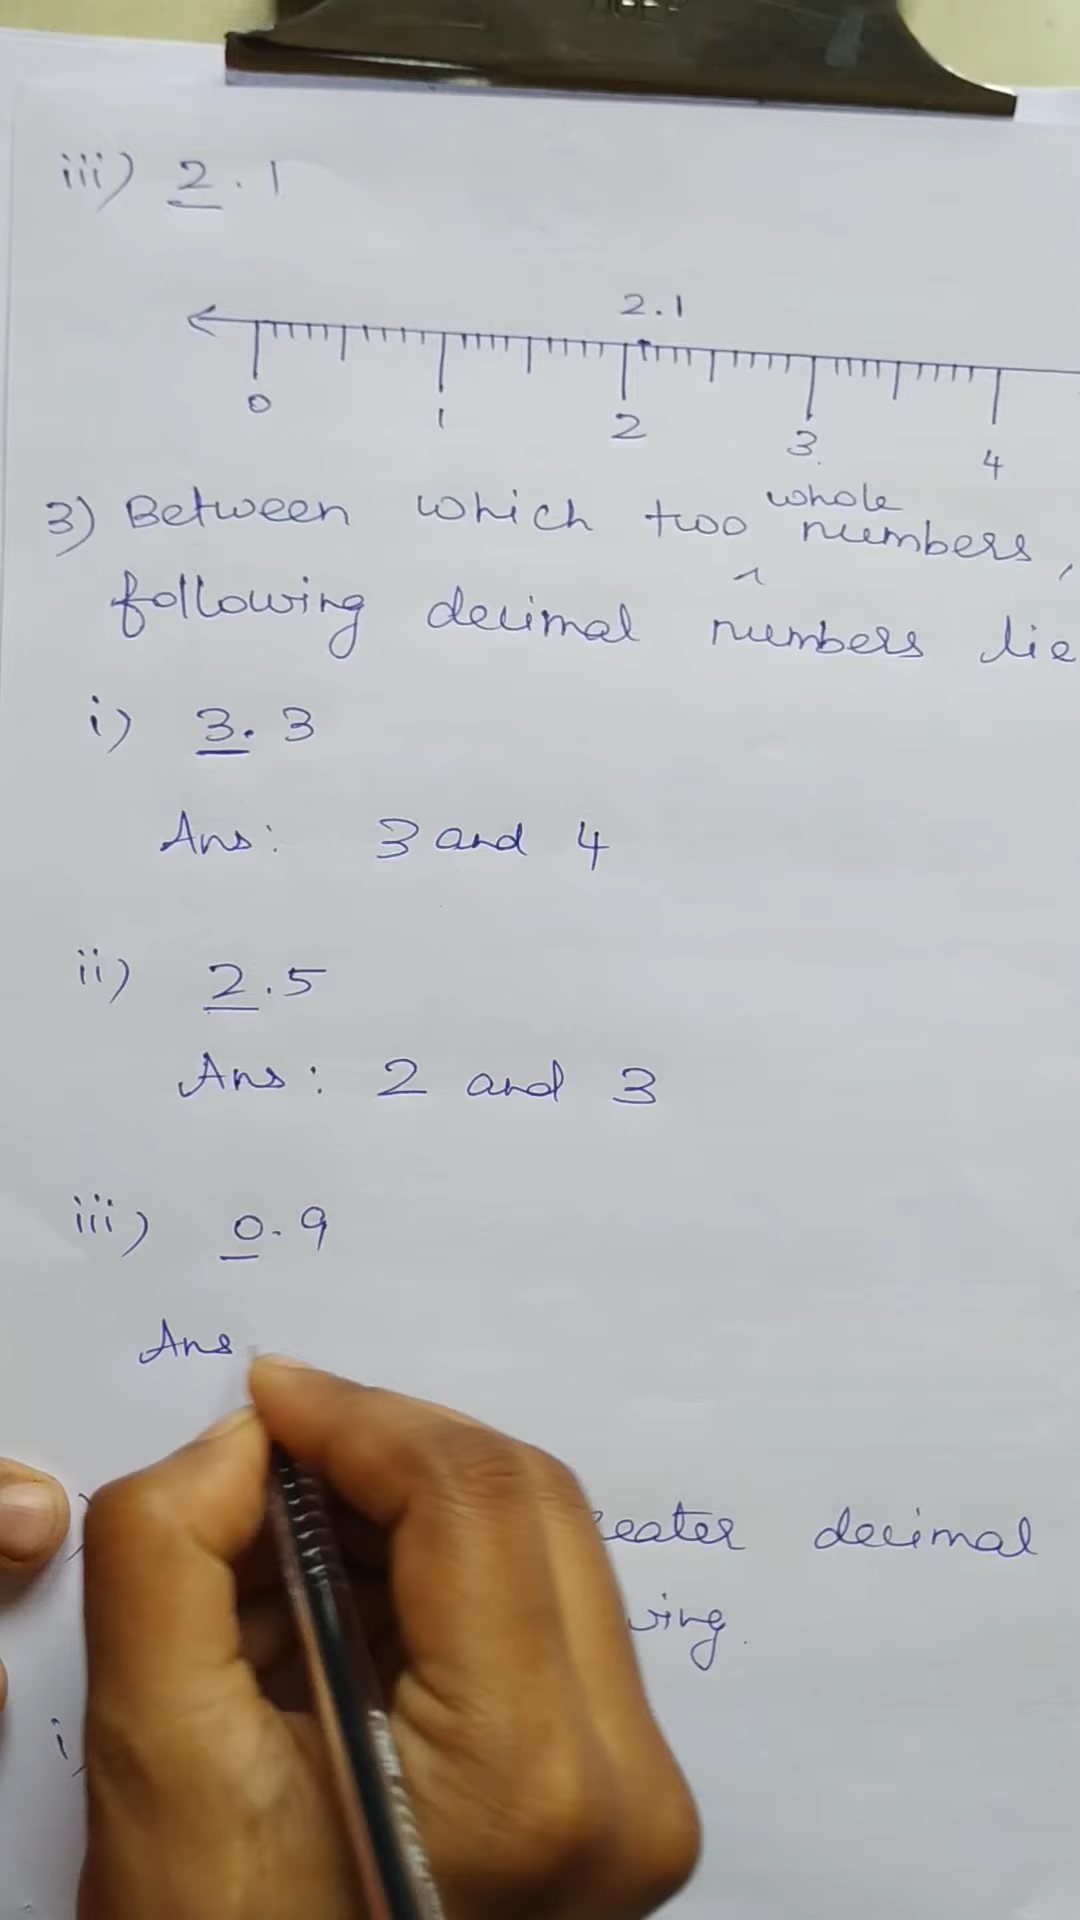 iii) 2.1
2.1
0 1 2 3 4
3) Between which two whole numbers,
following decimal numbers lie
i) 3.3
Ans: 3 and 4
ii) 2.5
Ans: 2 and 3
iii) 0.9
Ans
decimal
i)